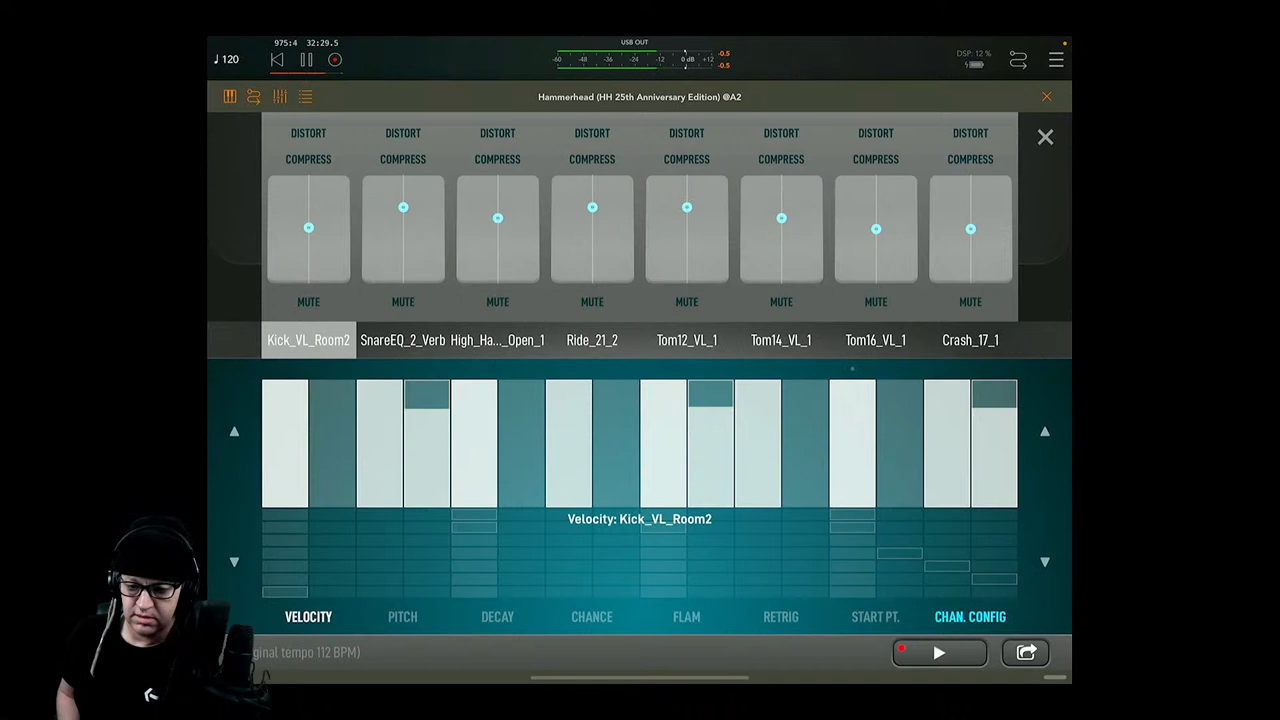 975:4 32:29.5
USB OUT
♩120
-60 -48 -36 -24 -12 0 dB +12
-0.5
-0.5
DSP: 12 %
Hammerhead (HH 25th Anniversary Edition) @A2
DISTORT DISTORT DISTORT DISTORT DISTORT DISTORT DISTORT DISTORT
COMPRESS COMPRESS COMPRESS COMPRESS COMPRESS COMPRESS COMPRESS COMPRESS
MUTE MUTE MUTE MUTE MUTE MUTE MUTE MUTE
Kick_VL_Room2 SnareEQ_2_Verb High_Ha..._Open_1 Ride_21_2 Tom12_VL_1 Tom14_VL_1 Tom16_VL_1 Crash_17_1
Velocity: Kick_VL_Room2
VELOCITY PITCH DECAY CHANCE FLAM RETRIG START PT. CHAN. CONFIG
ginal tempo 112 BPM)